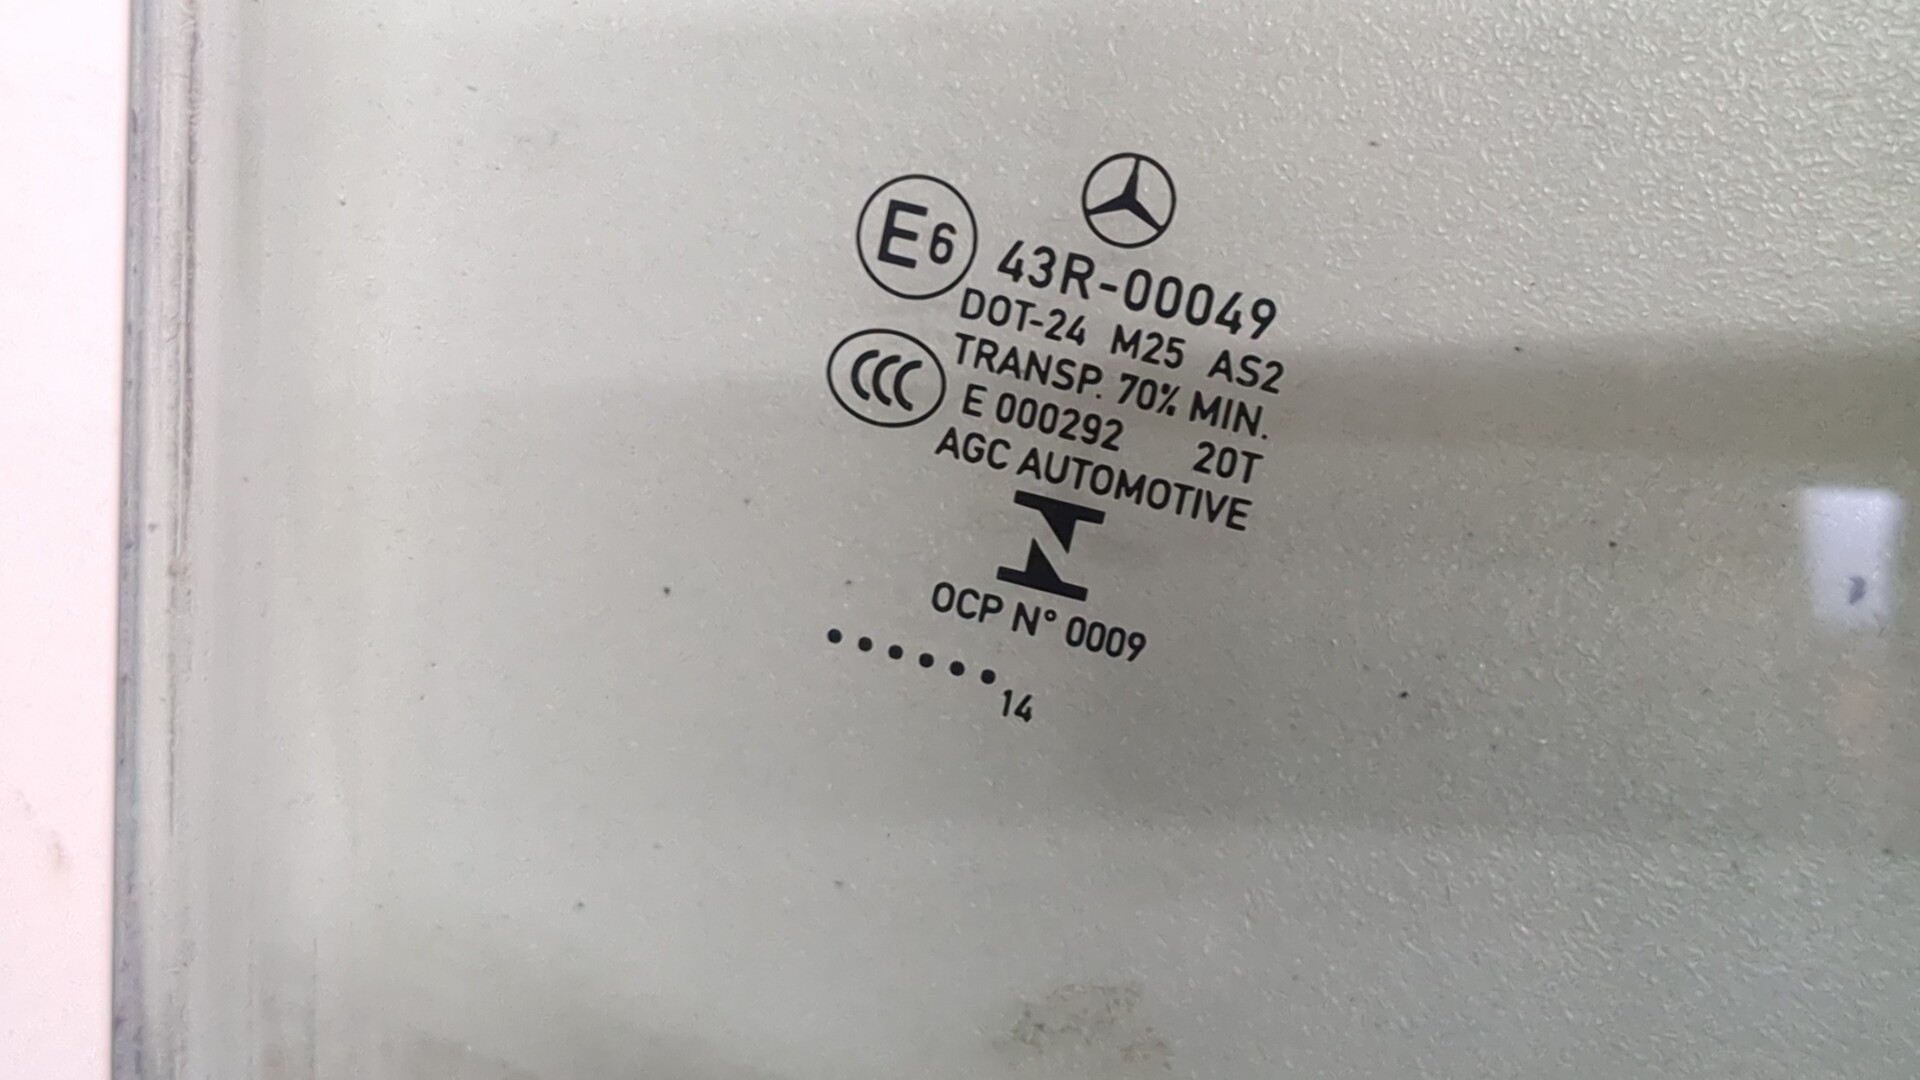 E6 43R-00049
DOT-24 M25 AS2
TRANSP. 70% MIN.
CCC E 000292 20T
AGC AUTOMOTIVE
OCP N° 0009
......14